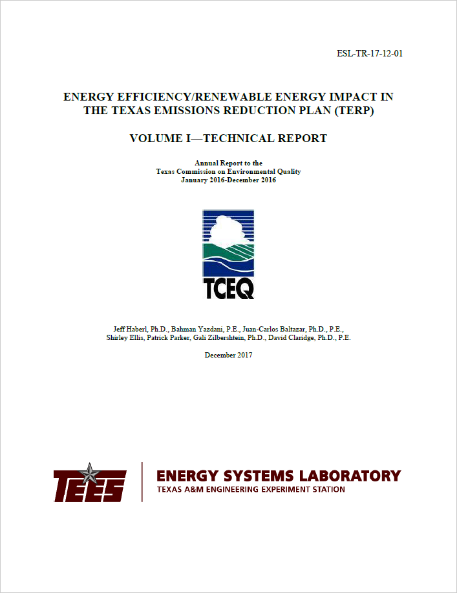 ESL-TR-17-12-01
ENERGY EFFICIENCY/RENEWABLE ENERGY IMPACT IN
THE TEXAS EMISSIONS REDUCTION PLAN (TERP)
VOLUME I—TECHNICAL REPORT
Annual Report to the
Texas Commission on Environmental Quality
January 2016-December 2016
TCEQ
Jeff Haberl, Ph.D., Bahman Yazdani, P.E., Juan-Carlos Baltazar, Ph.D., P.E.,
Shirley Ellis, Patrick Parker, Gali Zilbershtein, Ph.D., David Claridge, Ph.D., P.E.
December 2017
TEES
ENERGY SYSTEMS LABORATORY
TEXAS A&M ENGINEERING EXPERIMENT STATION